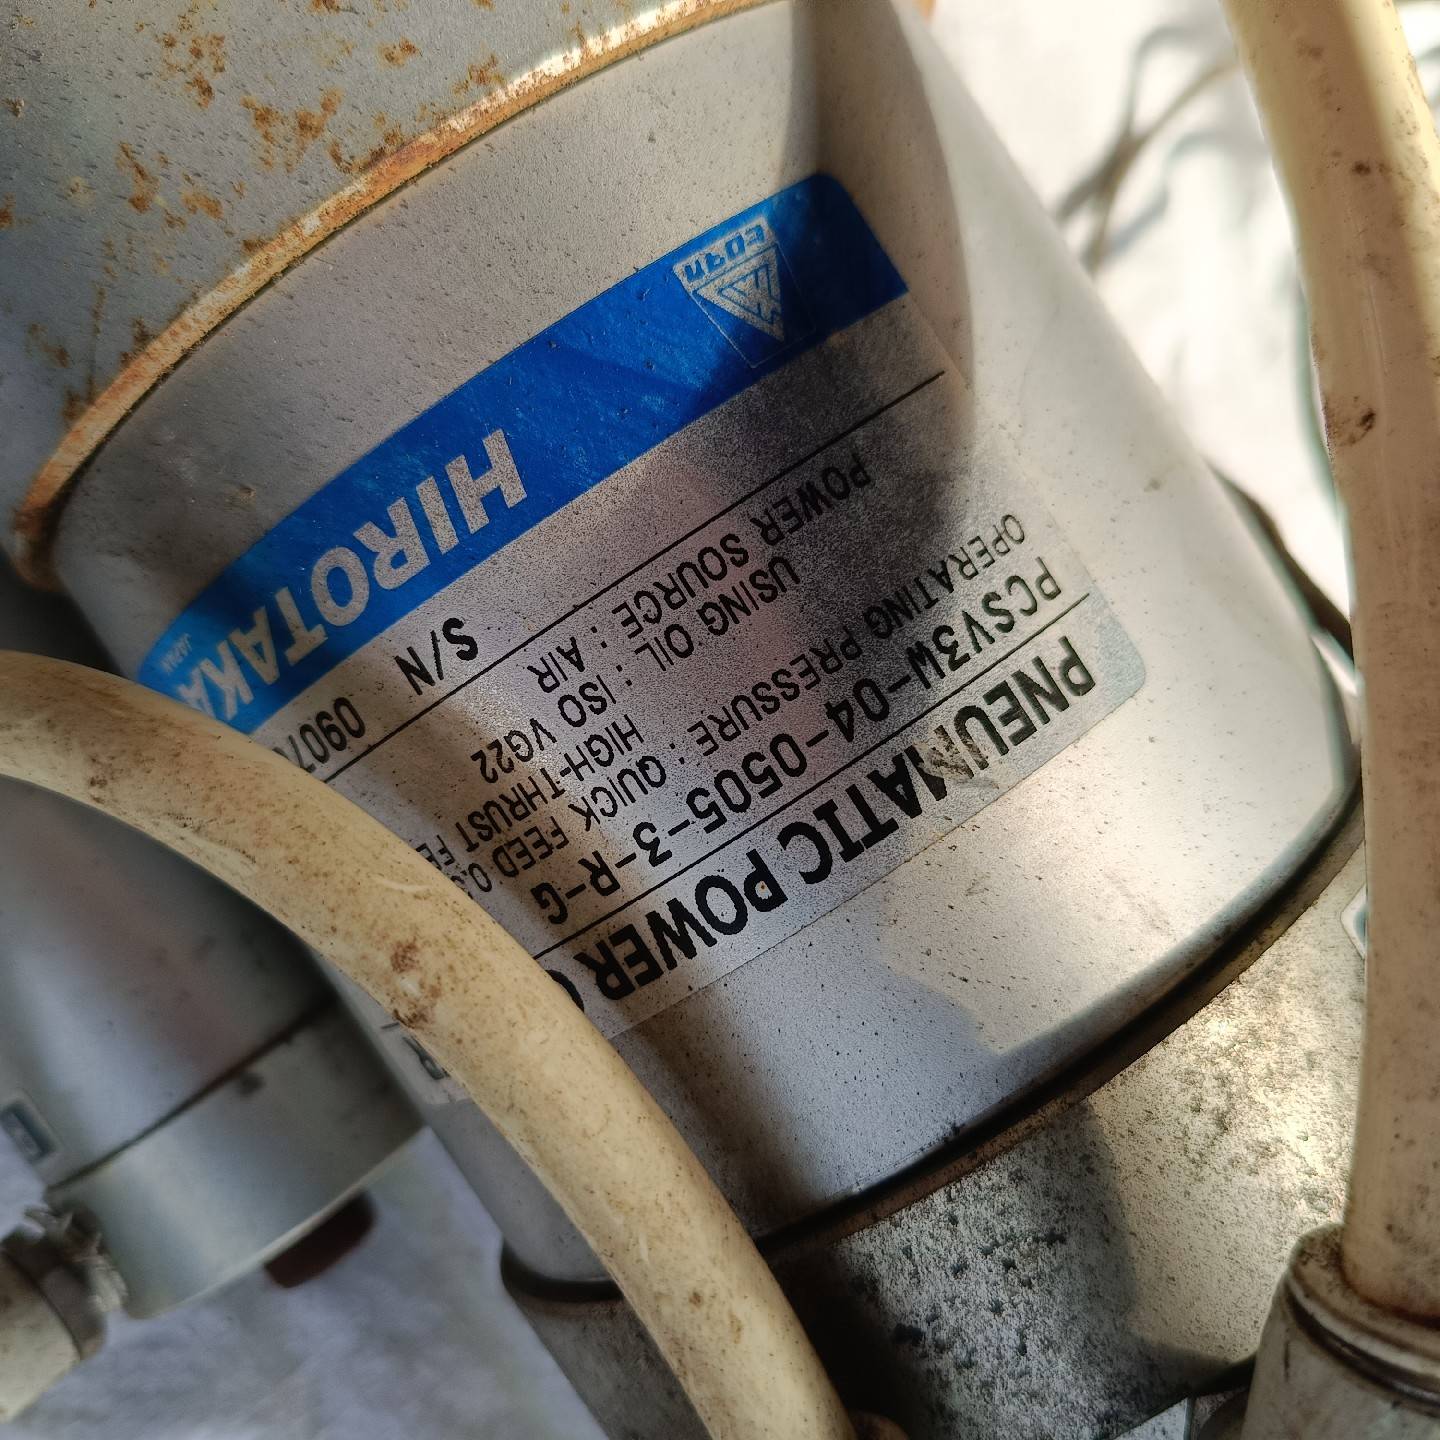 PNEUMATIC POWER
PCSV3W-04-0505-3-R-G
OPERATING PRESSURE : QUICK FEED
HIGH-THRUST
USING OIL : ISO VG22
POWER SOURCE : AIR
S/N
HIROTAKA
JAPAN